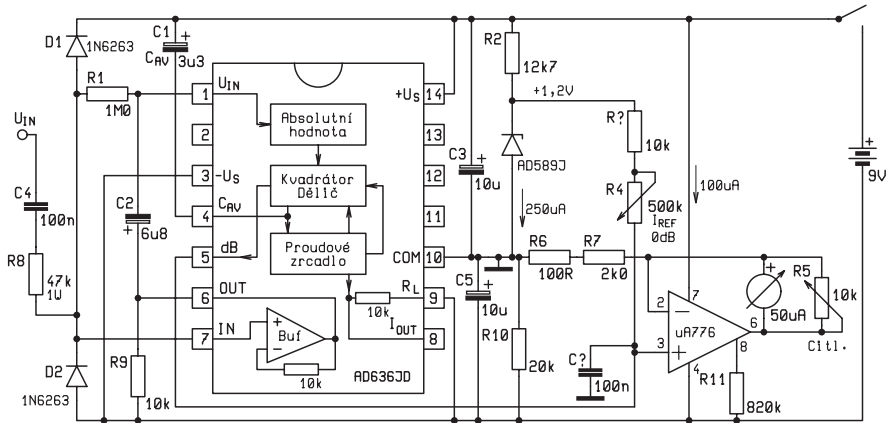 D1
1N6263
C1
+
CAV
3u3
R1
1M0
UIN
C4
100n
R8
47k
1W
C2
+
6u8
D2
1N6263
R9
10k
1
UIN
2
3
-US
4
CAV
5
dB
6
OUT
7
IN
Absolutní
hodnota
Kvadrátor
Dělič
Proudové
zrcadlo
+
-
Buf
10k
10k
AD636JD
+US
14
13
12
11
COM
10
RL
9
IOUT
8
C3
+
10u
C5
+
10u
R2
12k7
+1,2V
AD589J
250uA
R6
100R
R7
2k0
R10
20k
R?
10k
R4
500k
IREF
0dB
C?
100n
100uA
2
-
3
+
7
4
6
8
uA776
R11
820k
+
50uA
R5
10k
Citl.
+
9V